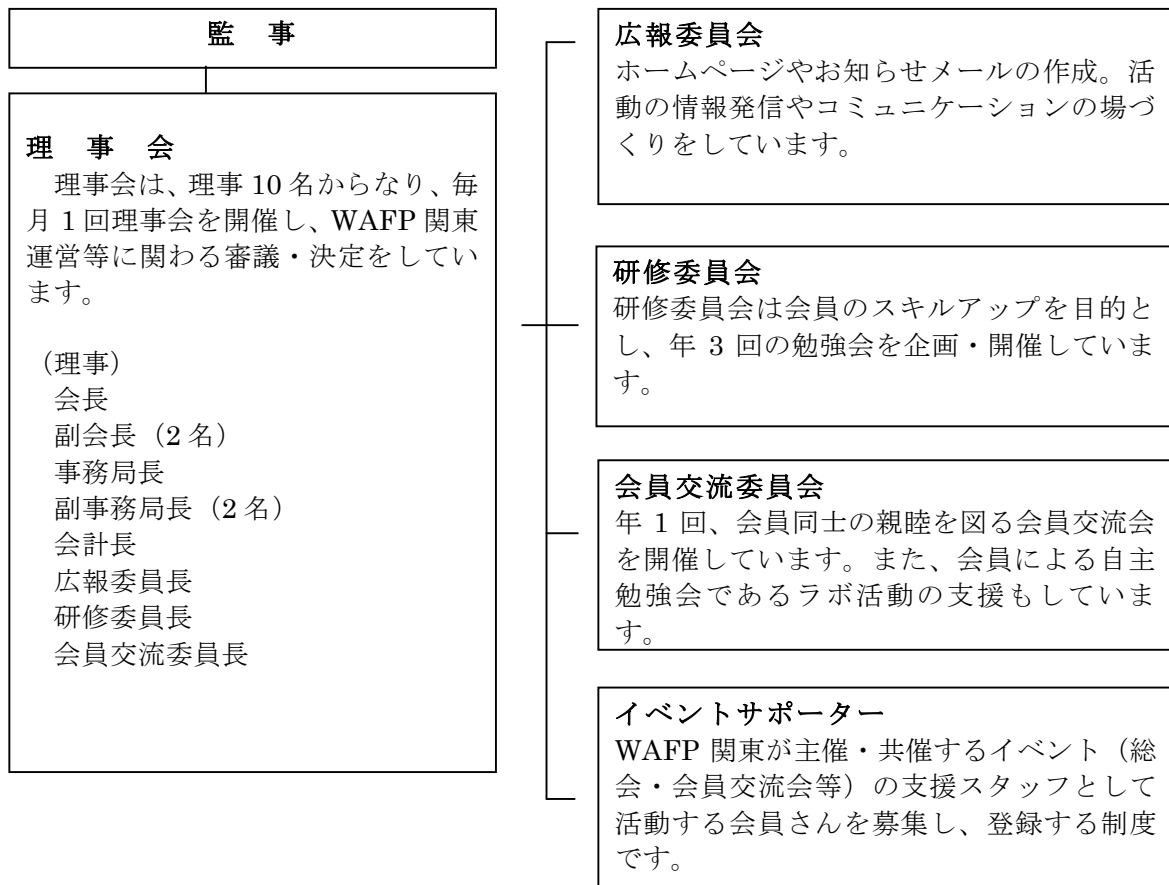 監　事
理　事　会
　理事会は、理事 10 名からなり、毎
月 1 回理事会を開催し、WAFP 関東
運営等に関わる審議・決定をしてい
ます。
（理事）
会長
副会長（2 名）
事務局長
副事務局長（2 名）
会計長
広報委員長
研修委員長
会員交流委員長
広報委員会
ホームページやお知らせメールの作成。活
動の情報発信やコミュニケーションの場づ
くりをしています。
研修委員会
研修委員会は会員のスキルアップを目的と
し、年 3 回の勉強会を企画・開催していま
す。
会員交流委員会
年 1 回、会員同士の親睦を図る会員交流会
を開催しています。また、会員による自主
勉強会であるラボ活動の支援もしていま
す。
イベントサポーター
WAFP 関東が主催・共催するイベント（総
会・会員交流会等）の支援スタッフとして
活動する会員さんを募集し、登録する制度
です。